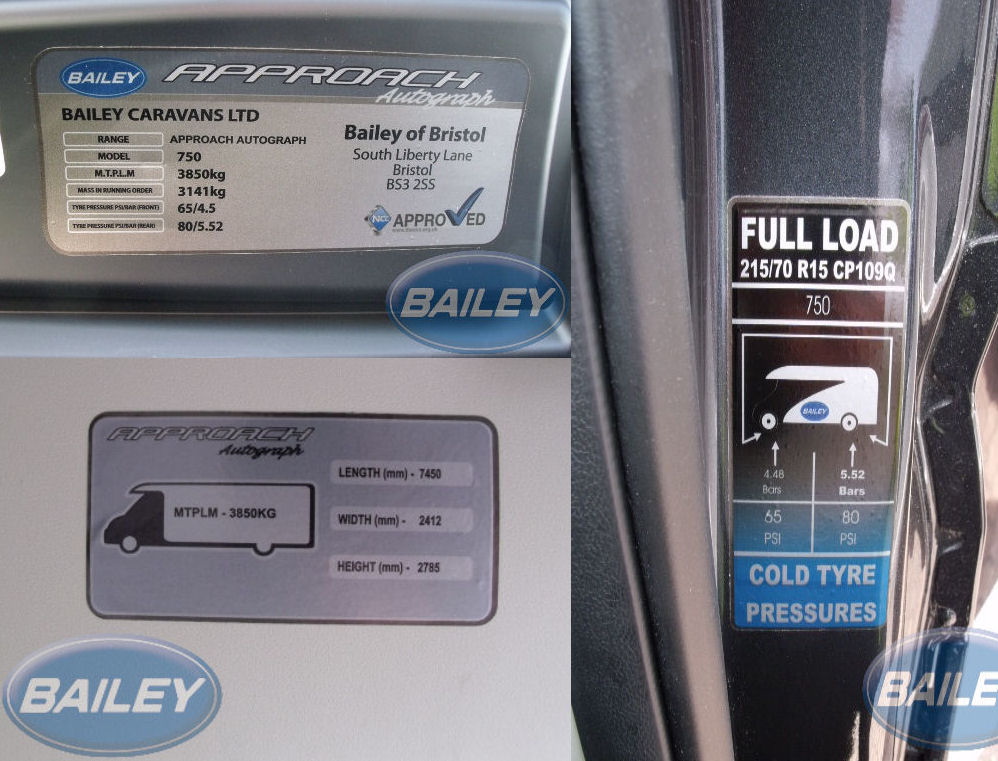 BAILEY APPROACH
Autograph
BAILEY CARAVANS LTD
RANGE APPROACH AUTOGRAPH
MODEL 750
M.T.P.L.M 3850kg
MASS IN RUNNING ORDER 3141kg
TYRE PRESSURE PSI/BAR (FRONT) 65/4.5
TYRE PRESSURE PSI/BAR (REAR) 80/5.52
Bailey of Bristol
South Liberty Lane
Bristol
BS3 2SS
NCC APPROVED
BAILEY
APPROACH
Autograph
MTPLM - 3850KG
LENGTH (mm) - 7450
WIDTH (mm) - 2412
HEIGHT (mm) - 2785
BAILEY
FULL LOAD
215/70 R15 CP109Q
750
BAILEY
4.48 5.52
Bars Bars
65 80
PSI PSI
COLD TYRE
PRESSURES
BAILE